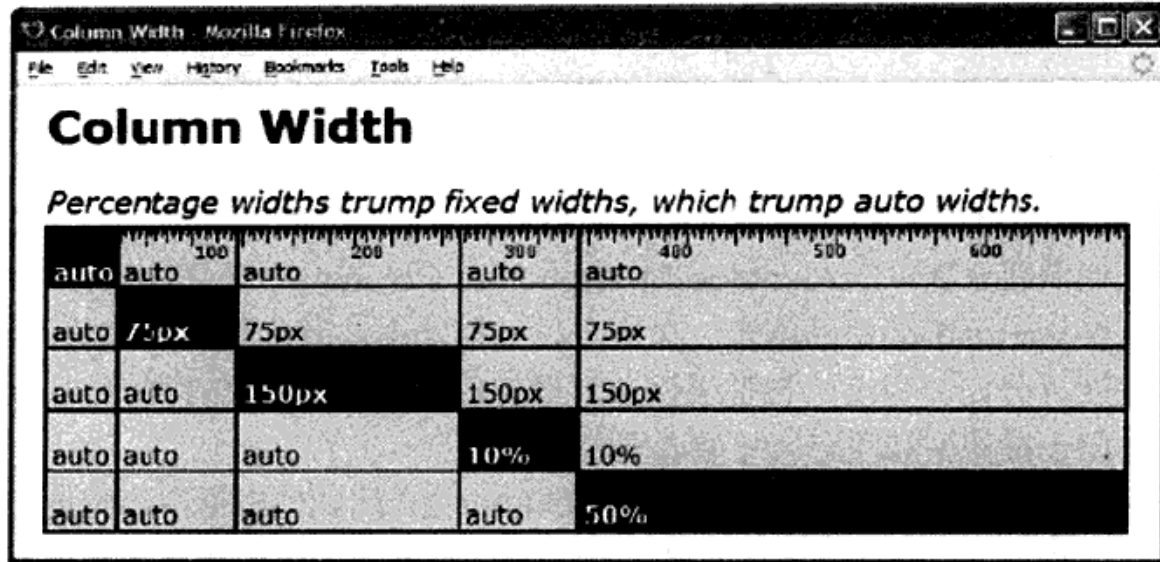 Column Width - Mozilla Firefox
File Edit View History Bookmarks Tools Help
Column Width
Percentage widths trump fixed widths, which trump auto widths.
100 200 300 400 500 600
auto auto auto auto auto
auto 75px 75px 75px 75px
auto auto 150px 150px 150px
auto auto auto 10% 10%
auto auto auto auto 50%